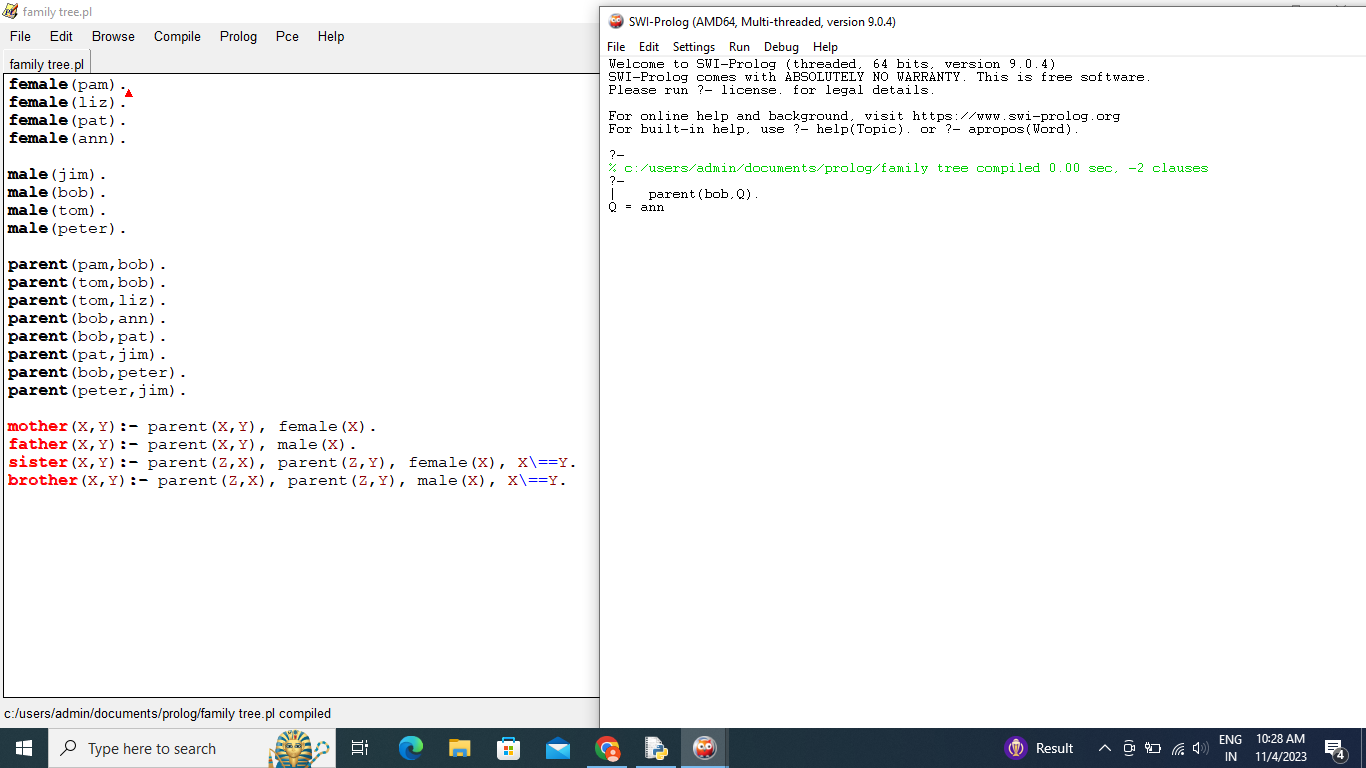 family tree.pl
File Edit Browse Compile Prolog Pce Help
family tree.pl
female(pam).
female(liz).
female(pat).
female(ann).
male(jim).
male(bob).
male(tom).
male(peter).
parent(pam,bob).
parent(tom,bob).
parent(tom,liz).
parent(bob,ann).
parent(bob,pat).
parent(pat,jim).
parent(bob,peter).
parent(peter,jim).
mother(X,Y):- parent(X,Y), female(X).
father(X,Y):- parent(X,Y), male(X).
sister(X,Y):- parent(Z,X), parent(Z,Y), female(X), X\==Y.
brother(X,Y):- parent(Z,X), parent(Z,Y), male(X), X\==Y.
c:/users/admin/documents/prolog/family tree.pl compiled
SWI-Prolog (AMD64, Multi-threaded, version 9.0.4)
File Edit Settings Run Debug Help
Welcome to SWI-Prolog (threaded, 64 bits, version 9.0.4)
SWI-Prolog comes with ABSOLUTELY NO WARRANTY. This is free software.
Please run ?- license. for legal details.
For online help and background, visit https://www.swi-prolog.org
For built-in help, use ?- help(Topic). or ?- apropos(Word).
?-
% c:/users/admin/documents/prolog/family tree compiled 0.00 sec, -2 clauses
?-
| parent(bob,Q).
Q = ann
Type here to search
Result
ENG
IN
10:28 AM
11/4/2023
4